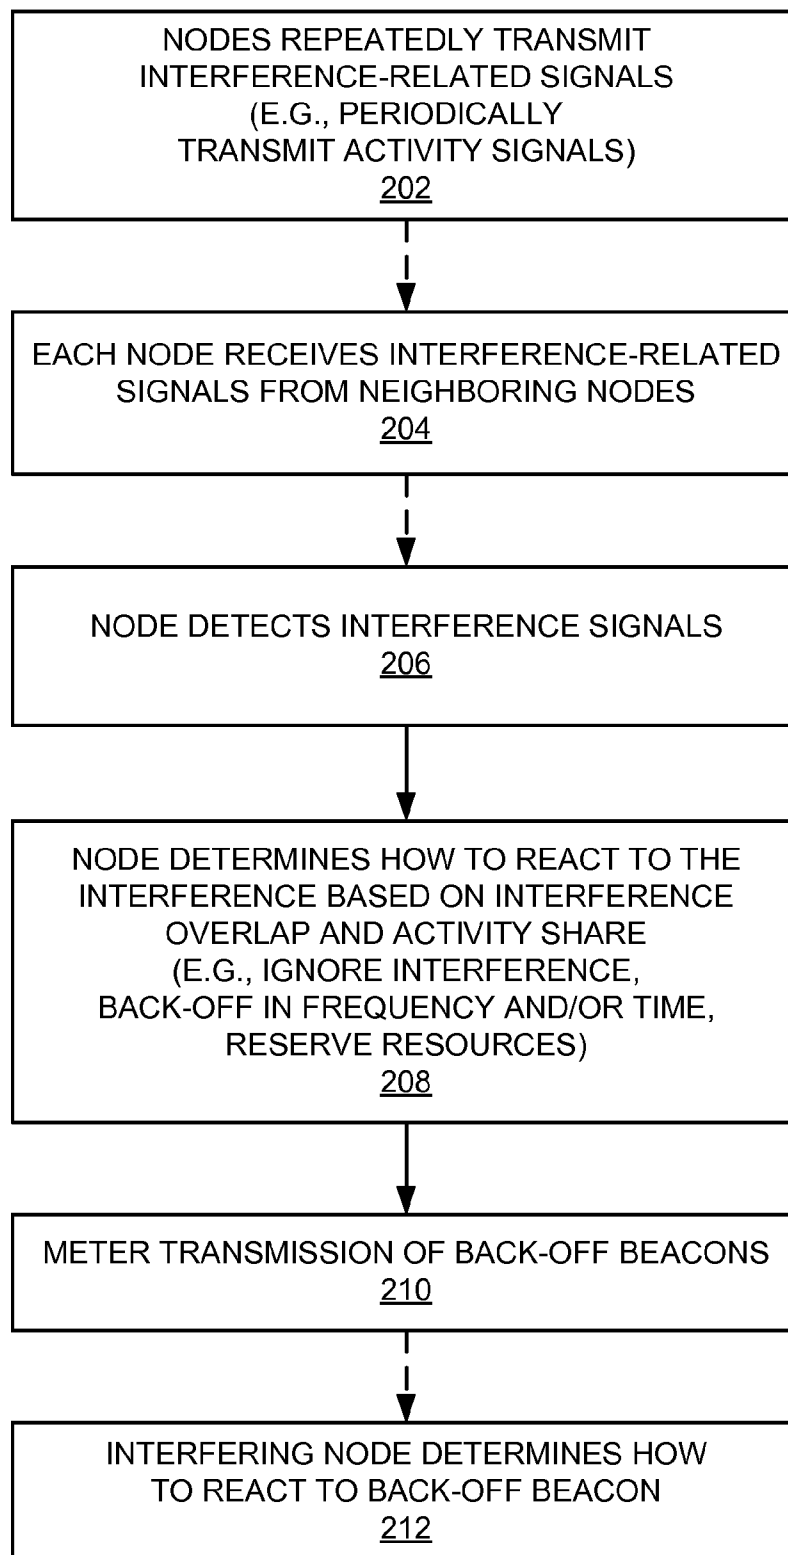 NODES REPEATEDLY TRANSMIT
INTERFERENCE-RELATED SIGNALS
(E.G., PERIODICALLY
TRANSMIT ACTIVITY SIGNALS)
202
EACH NODE RECEIVES INTERFERENCE-RELATED
SIGNALS FROM NEIGHBORING NODES
204
NODE DETECTS INTERFERENCE SIGNALS
206
NODE DETERMINES HOW TO REACT TO THE
INTERFERENCE BASED ON INTERFERENCE
OVERLAP AND ACTIVITY SHARE
(E.G., IGNORE INTERFERENCE,
BACK-OFF IN FREQUENCY AND/OR TIME,
RESERVE RESOURCES)
208
METER TRANSMISSION OF BACK-OFF BEACONS
210
INTERFERING NODE DETERMINES HOW
TO REACT TO BACK-OFF BEACON
212